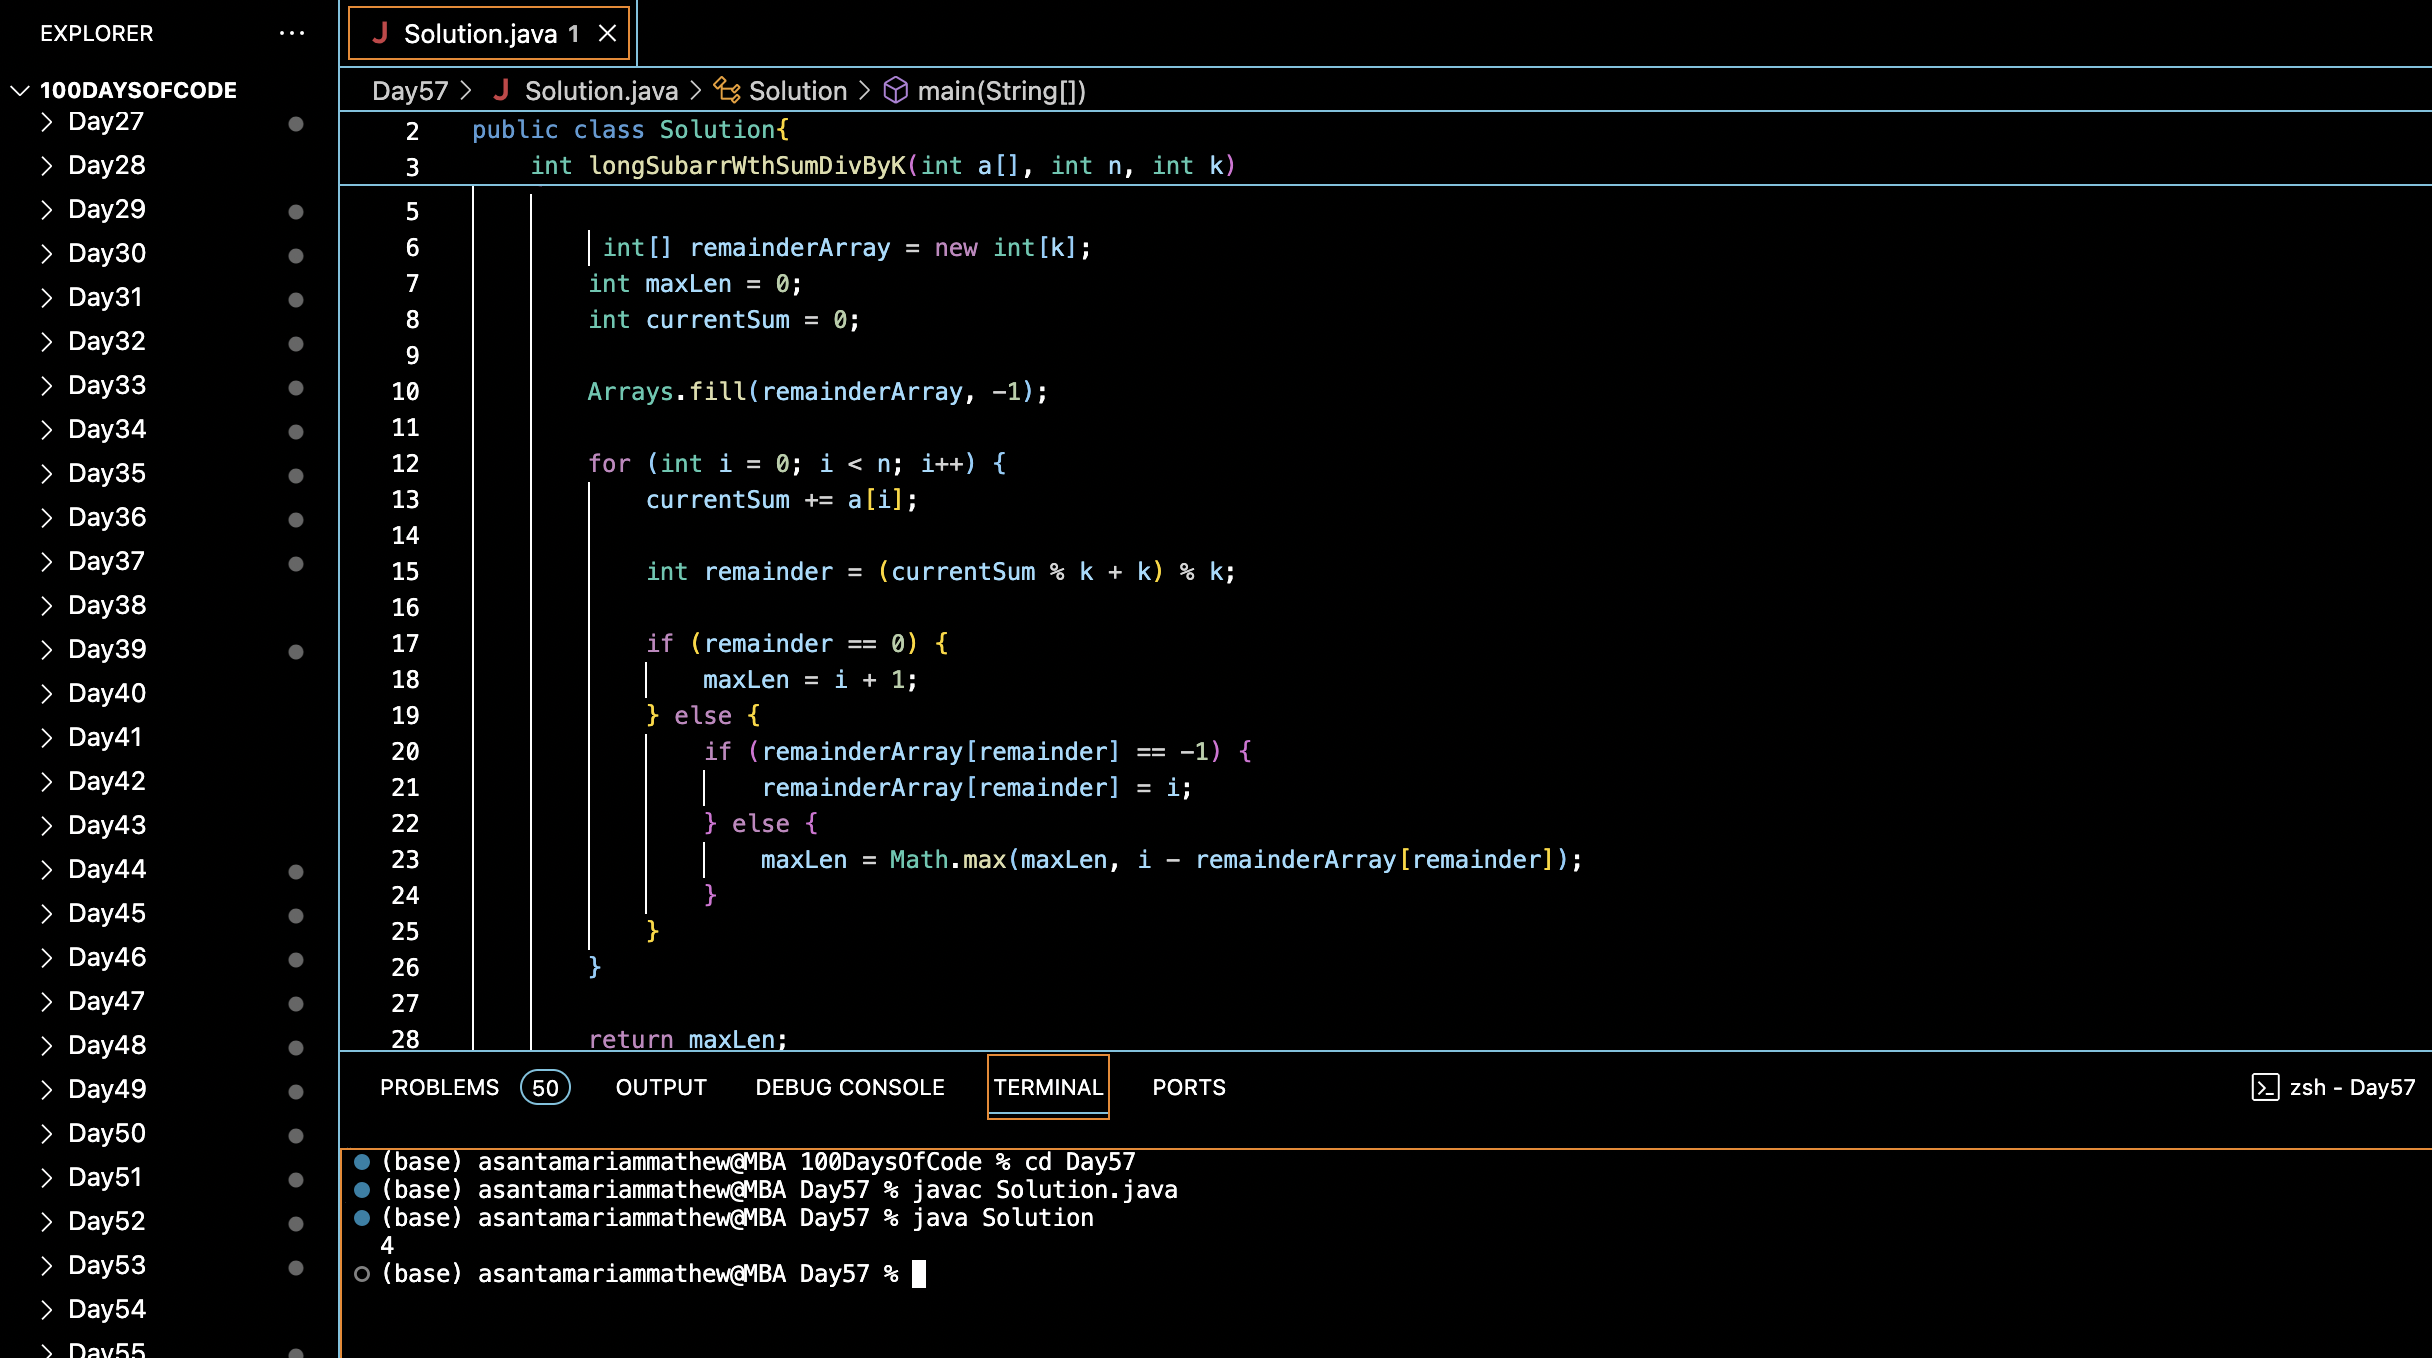 EXPLORER
100DAYSOFCODE
Day27
Day28
Day29
Day30
Day31
Day32
Day33
Day34
Day35
Day36
Day37
Day38
Day39
Day40
Day41
Day42
Day43
Day44
Day45
Day46
Day47
Day48
Day49
Day50
Day51
Day52
Day53
Day54
Day55
J Solution.java 1
Day57 > J Solution.java > Solution > main(String[])
2 public class Solution{
3 int longSubarrWthSumDivByK(int a[], int n, int k)
5
6 int[] remainderArray = new int[k];
7 int maxLen = 0;
8 int currentSum = 0;
9
10 Arrays.fill(remainderArray, -1);
11
12 for (int i = 0; i < n; i++) {
13 currentSum += a[i];
14
15 int remainder = (currentSum % k + k) % k;
16
17 if (remainder == 0) {
18 maxLen = i + 1;
19 } else {
20 if (remainderArray[remainder] == -1) {
21 remainderArray[remainder] = i;
22 } else {
23 maxLen = Math.max(maxLen, i - remainderArray[remainder]);
24 }
25 }
26 }
27
28 return maxLen;
PROBLEMS 50 OUTPUT DEBUG CONSOLE TERMINAL PORTS zsh - Day57
(base) asantamariammathew@MBA 100DaysOfCode % cd Day57
(base) asantamariammathew@MBA Day57 % javac Solution.java
(base) asantamariammathew@MBA Day57 % java Solution
4
(base) asantamariammathew@MBA Day57 %